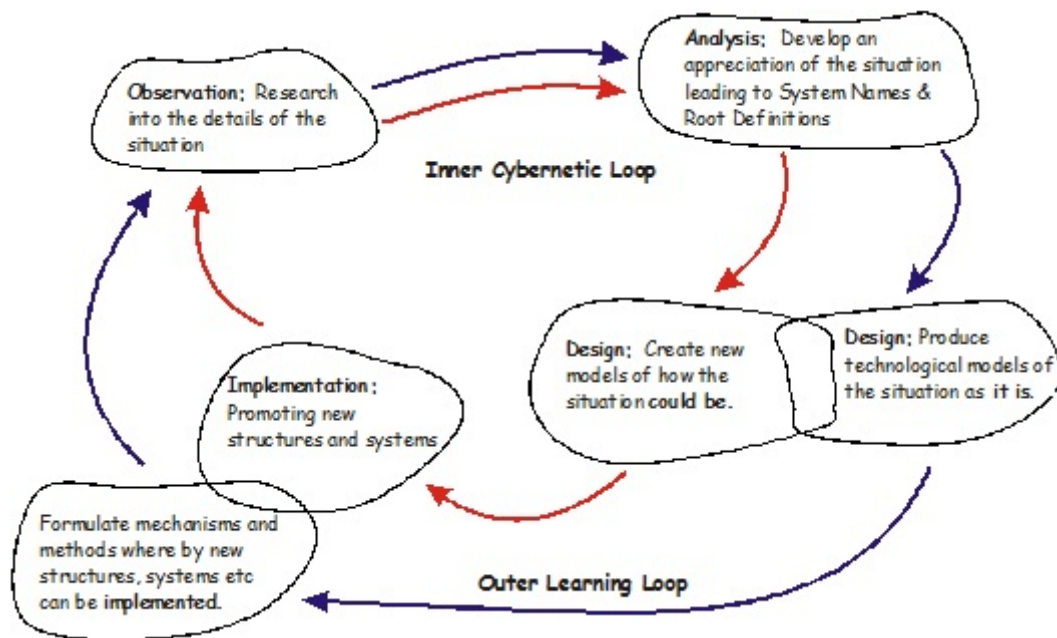 Observation: Research
into the details of the
situation
Analysis: Develop an
appreciation of the situation
leading to System Names &
Root Definitions
Inner Cybernetic Loop
Design: Create new
models of how the
situation could be.
Design: Produce
technological models of
the situation as it is.
Implementation:
Promoting new
structures and systems
Formulate mechanisms and
methods where by new
structures, systems etc
can be implemented.
Outer Learning Loop